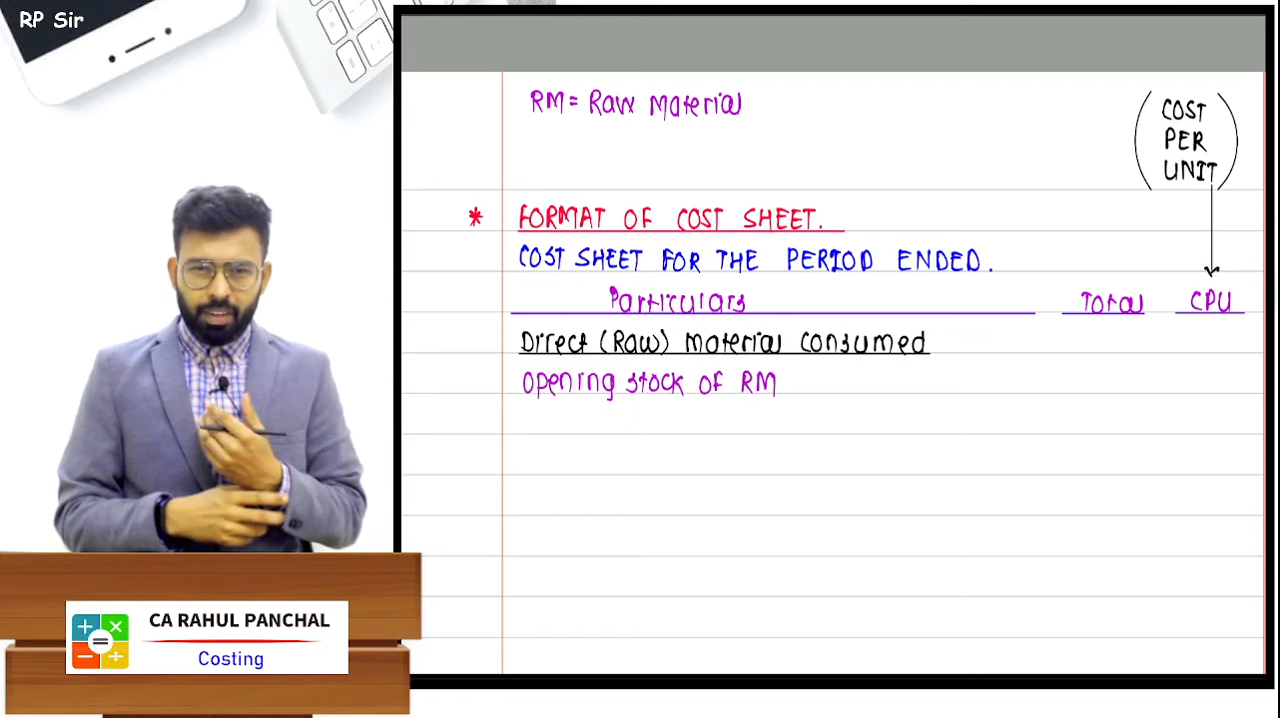 RP Sir
RM = Raw Material
(COST
PER
UNIT)
* FORMAT OF COST SHEET.
COST SHEET FOR THE PERIOD ENDED.
Particulars Total CPU
Direct (Raw) Material Consumed
Opening stock of RM
CA RAHUL PANCHAL
Costing